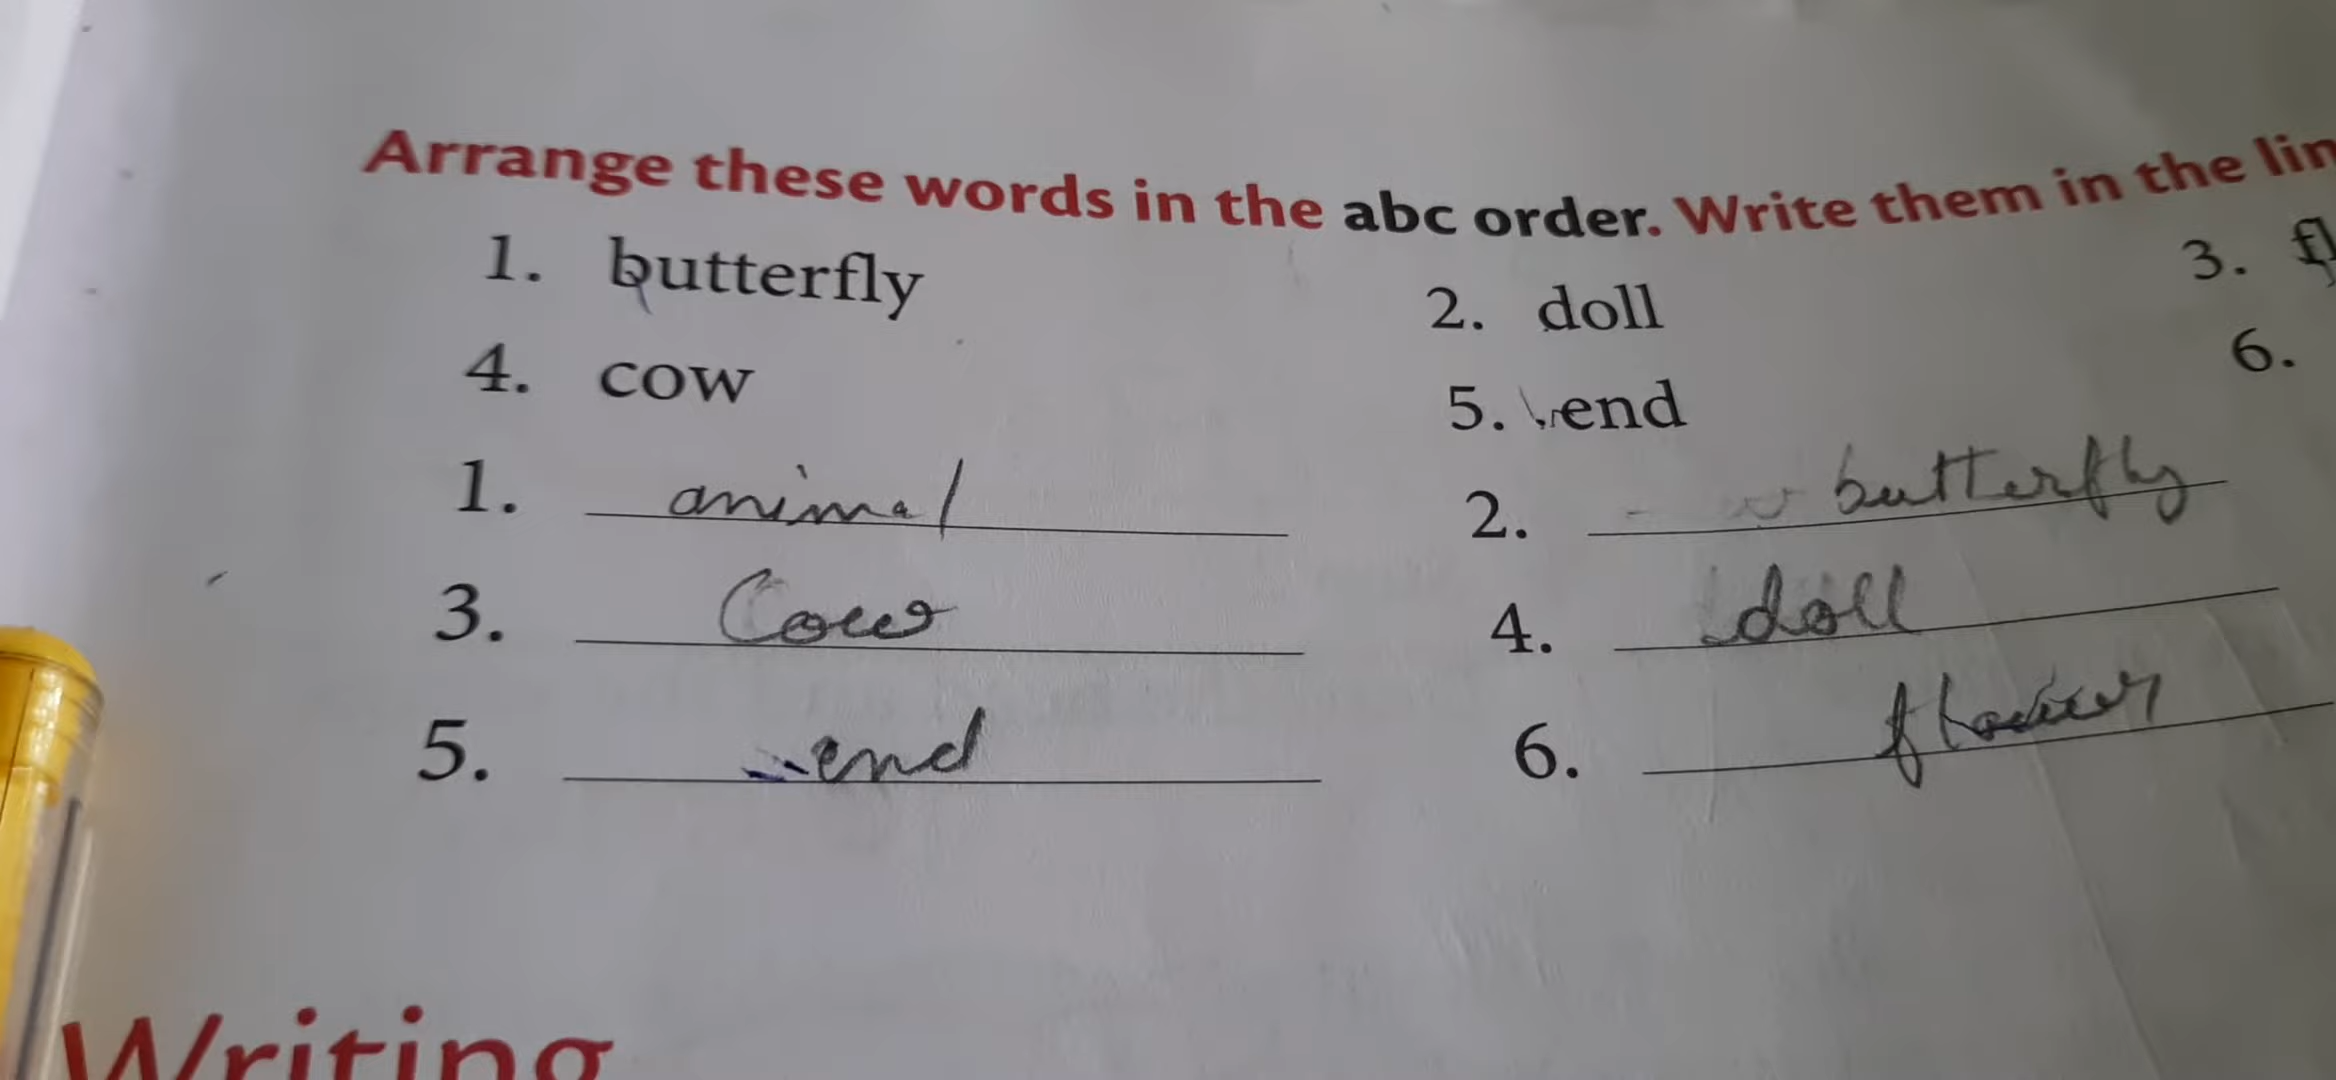 Arrange these words in the abc order. Write them in the lin
1. butterfly 2. doll 3. fl
4. cow 5. end 6.
1. animal 2. butterfly
3. Cow 4. doll
5. end 6. flower
Writing